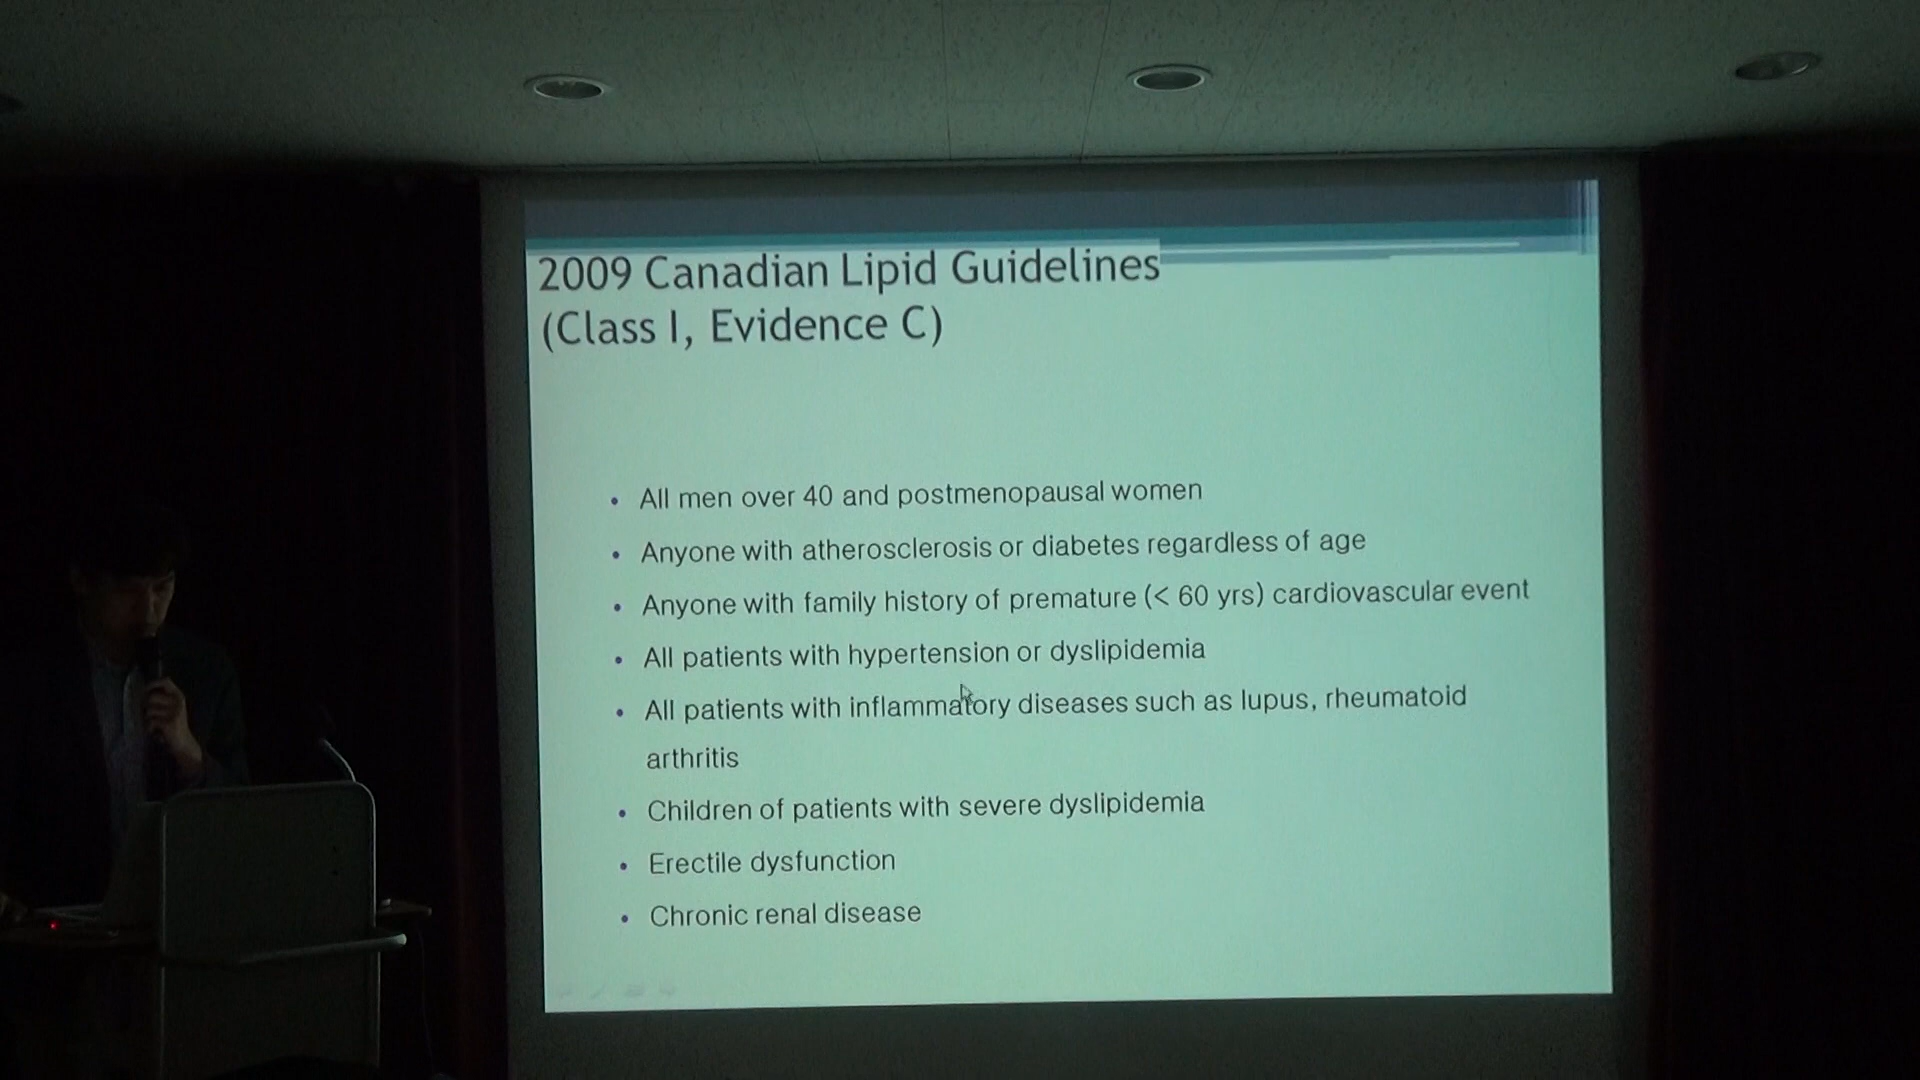 2009 Canadian Lipid Guidelines
(Class I, Evidence C)
• All men over 40 and postmenopausal women
• Anyone with atherosclerosis or diabetes regardless of age
• Anyone with family history of premature (< 60 yrs) cardiovascular event
• All patients with hypertension or dyslipidemia
• All patients with inflammatory diseases such as lupus, rheumatoid
arthritis
• Children of patients with severe dyslipidemia
• Erectile dysfunction
• Chronic renal disease